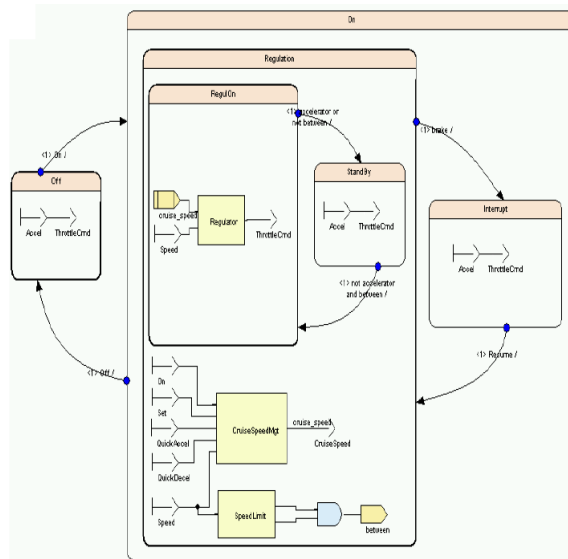 On
Regulation
RegulOn
<1> accelerator or
not between /
<1> brake /
<1> On /
StandBy
Off
Interrupt
cruise_speed
Regulator
Accel ThrottleCmd
Speed
ThrottleCmd
Accel ThrottleCmd
Accel ThrottleCmd
<1> not accelerator
and between /
<1> Resume /
<1> Off /
On
Set
QuickAccel
QuickDecel
CruiseSpeedMgt
cruise_speed
CruiseSpeed
Speed
SpeedLimit
between